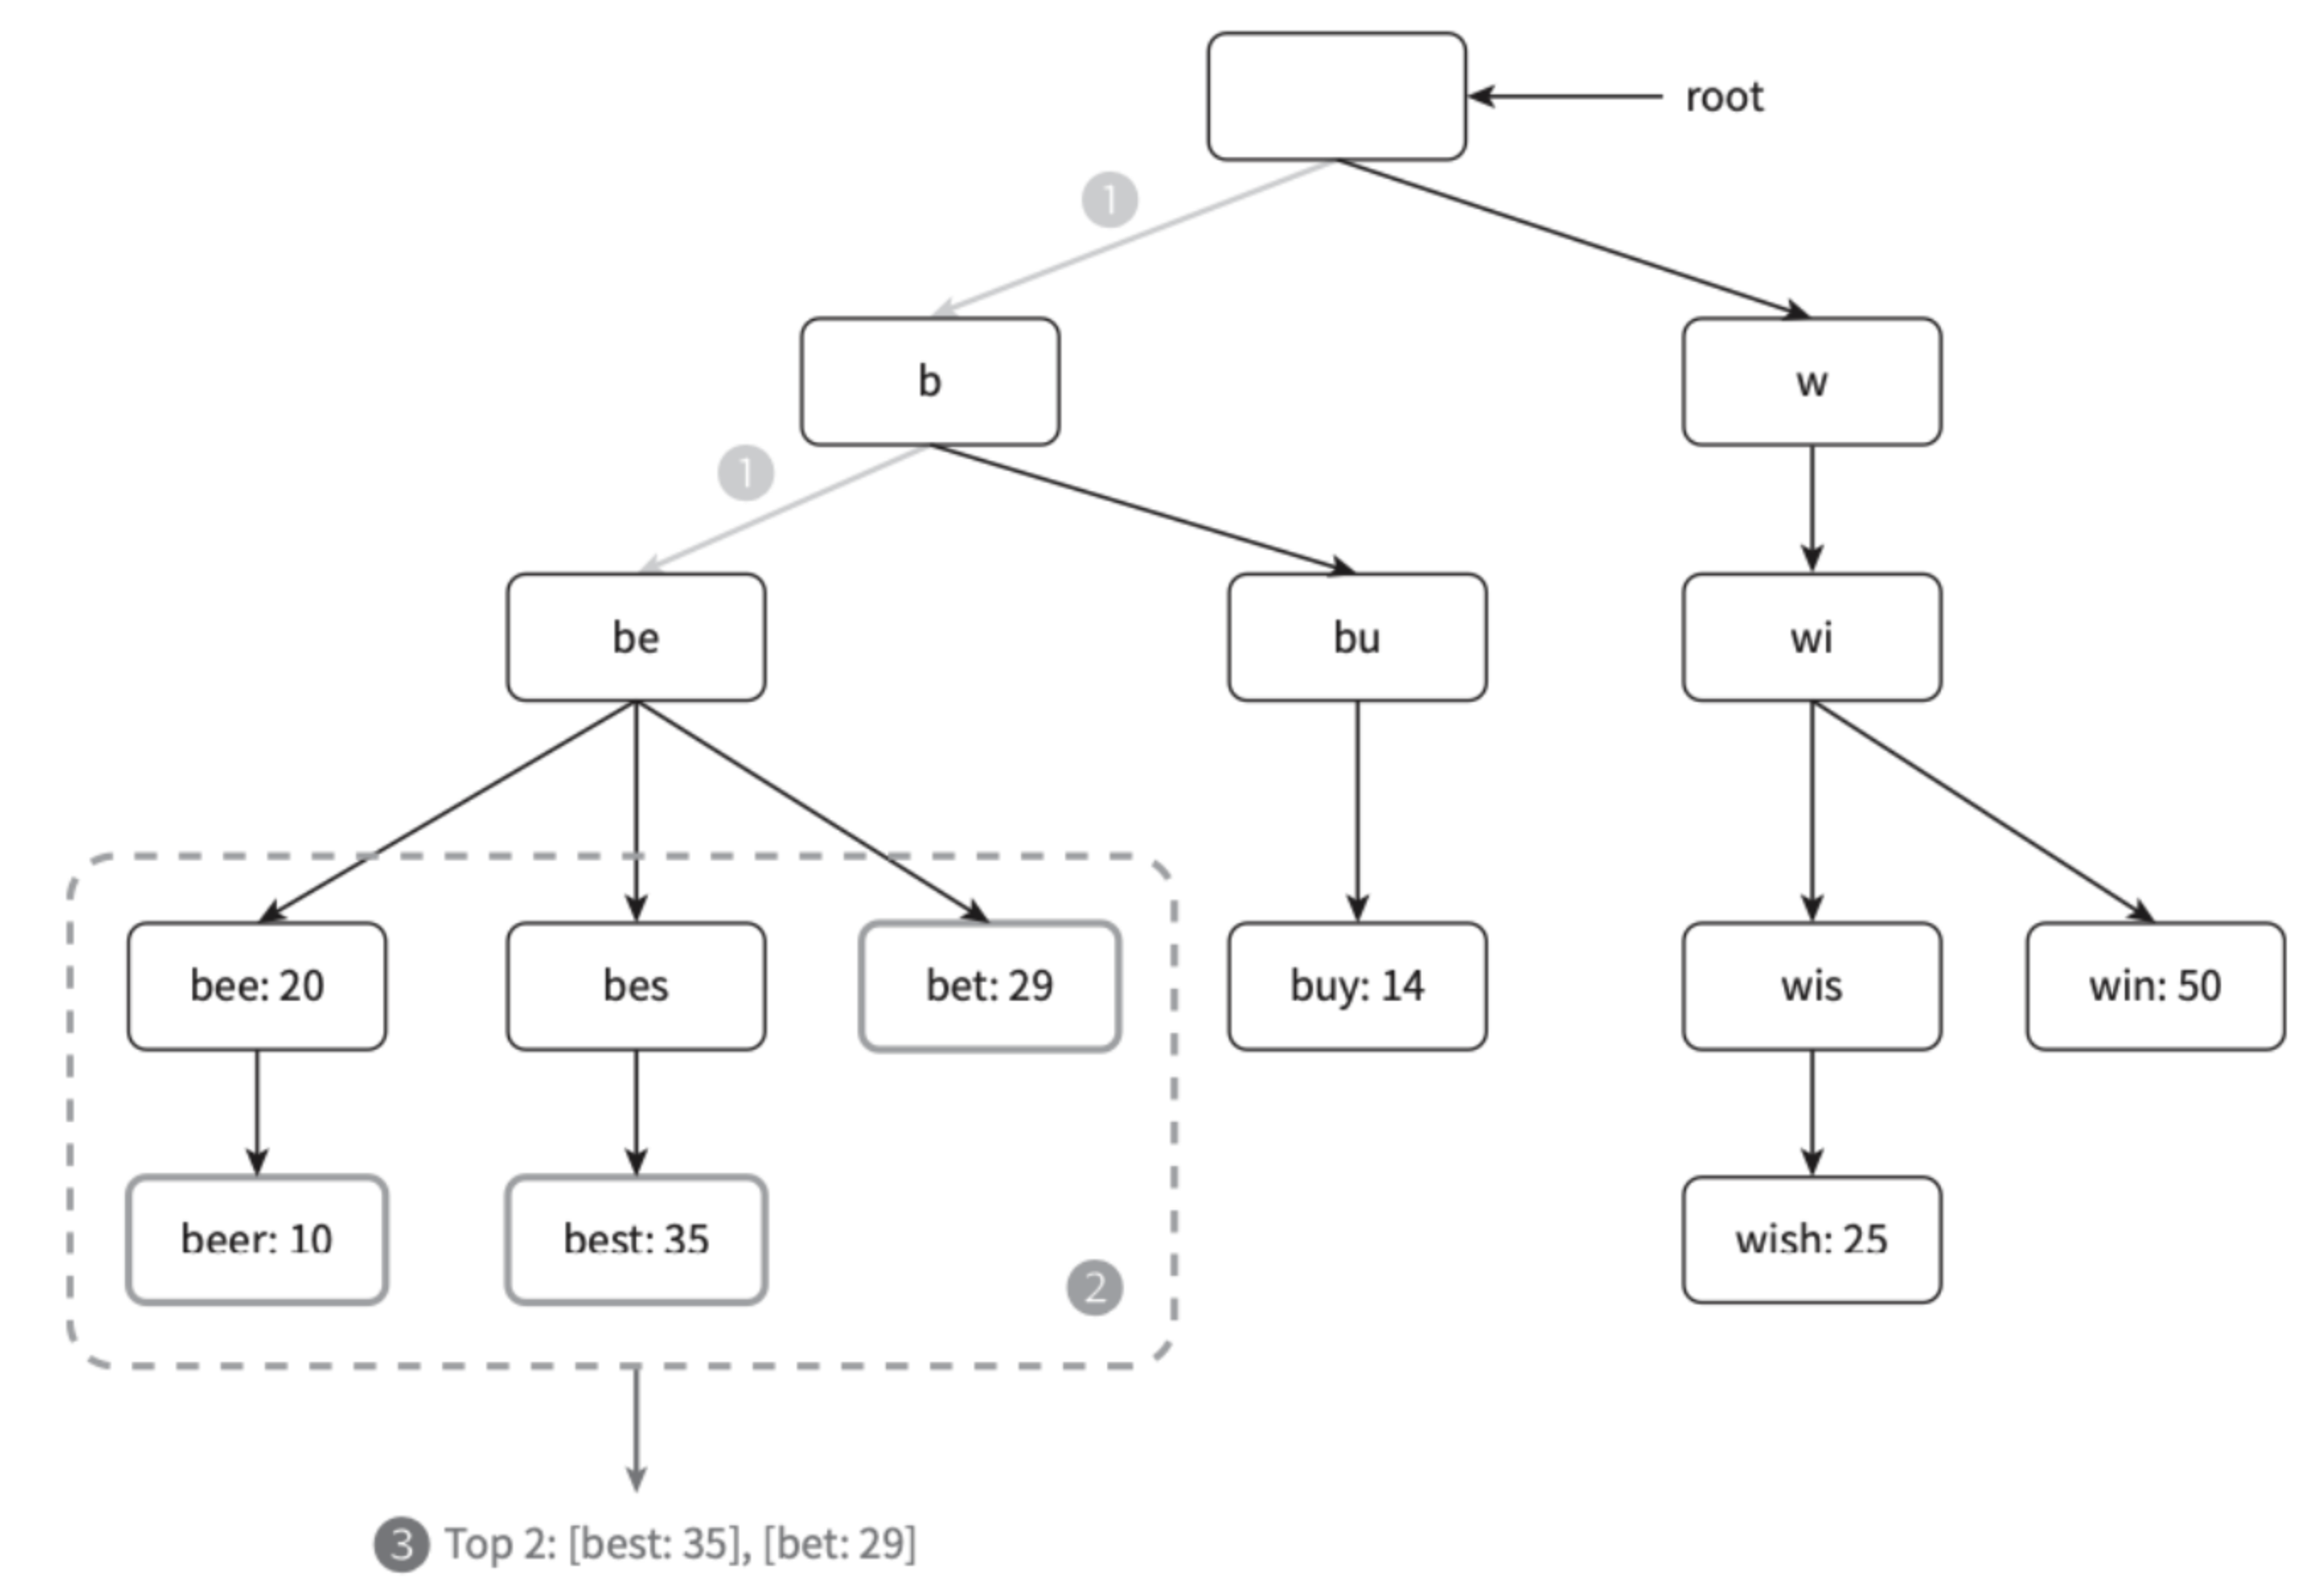 root
1
b
w
1
be
bu
wi
bee: 20
bes
bet: 29
buy: 14
wis
win: 50
beer: 10
best: 35
wish: 25
2
3 Top 2: [best: 35], [bet: 29]